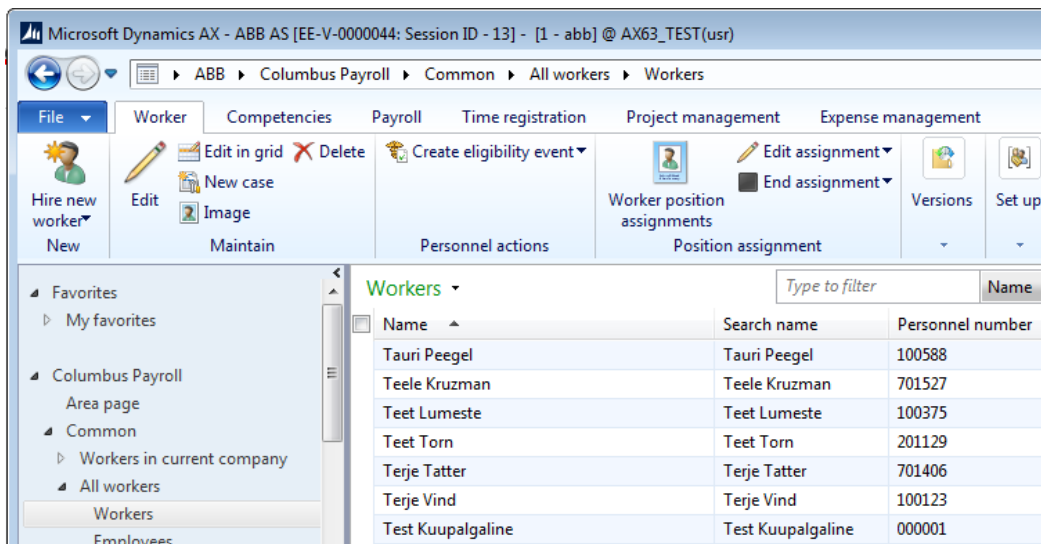 Microsoft Dynamics AX - ABB AS [EE-V-0000044: Session ID - 13] - [1 - abb] @ AX63_TEST(usr)
ABB Columbus Payroll Common All workers Workers
File Worker Competencies Payroll Time registration Project management Expense management
Hire new worker
New
Edit
Edit in grid Delete
New case
Image
Maintain
Create eligibility event
Personnel actions
Worker position
assignments
Edit assignment
End assignment
Position assignment
Versions
Set up
Favorites
My favorites
Columbus Payroll
Area page
Common
Workers in current company
All workers
Workers
Employees
Workers
Type to filter Name
Name Search name Personnel number
Tauri Peegel Tauri Peegel 100588
Teele Kruzman Teele Kruzman 701527
Teet Lumeste Teet Lumeste 100375
Teet Torn Teet Torn 201129
Terje Tatter Terje Tatter 701406
Terje Vind Terje Vind 100123
Test Kuupalgaline Test Kuupalgaline 000001